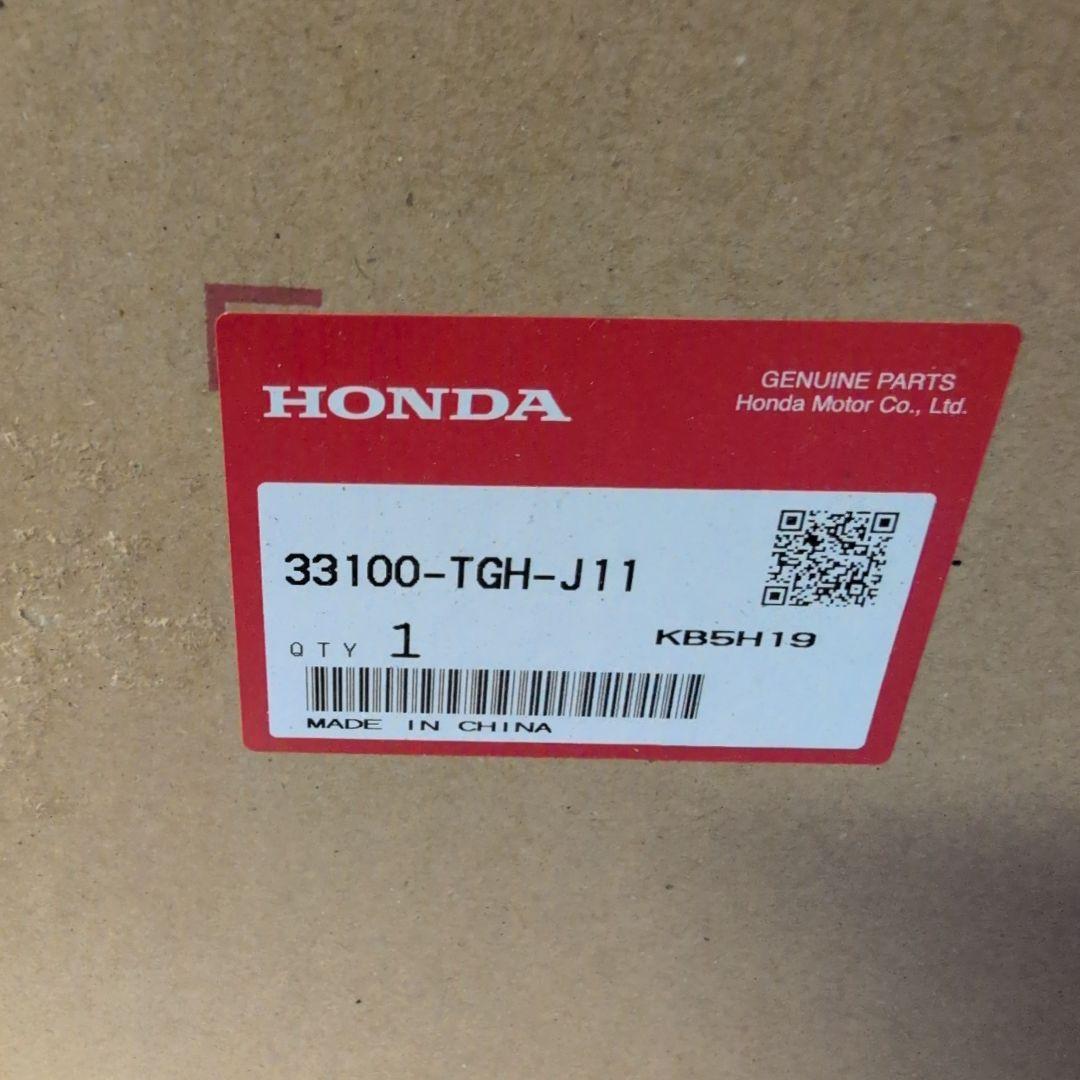 HONDA
GENUINE PARTS
Honda Motor Co., Ltd.
33100-TGH-J11
QTY 1
KB5H19
MADE IN CHINA